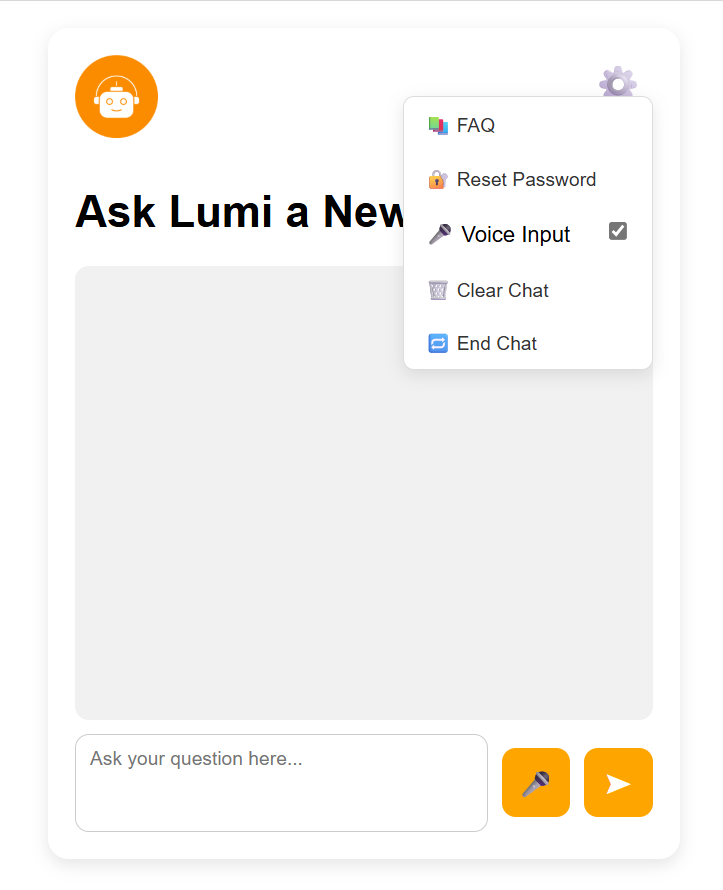 FAQ
Reset Password
Ask Lumi a New
Voice Input
Clear Chat
End Chat
Ask your question here...